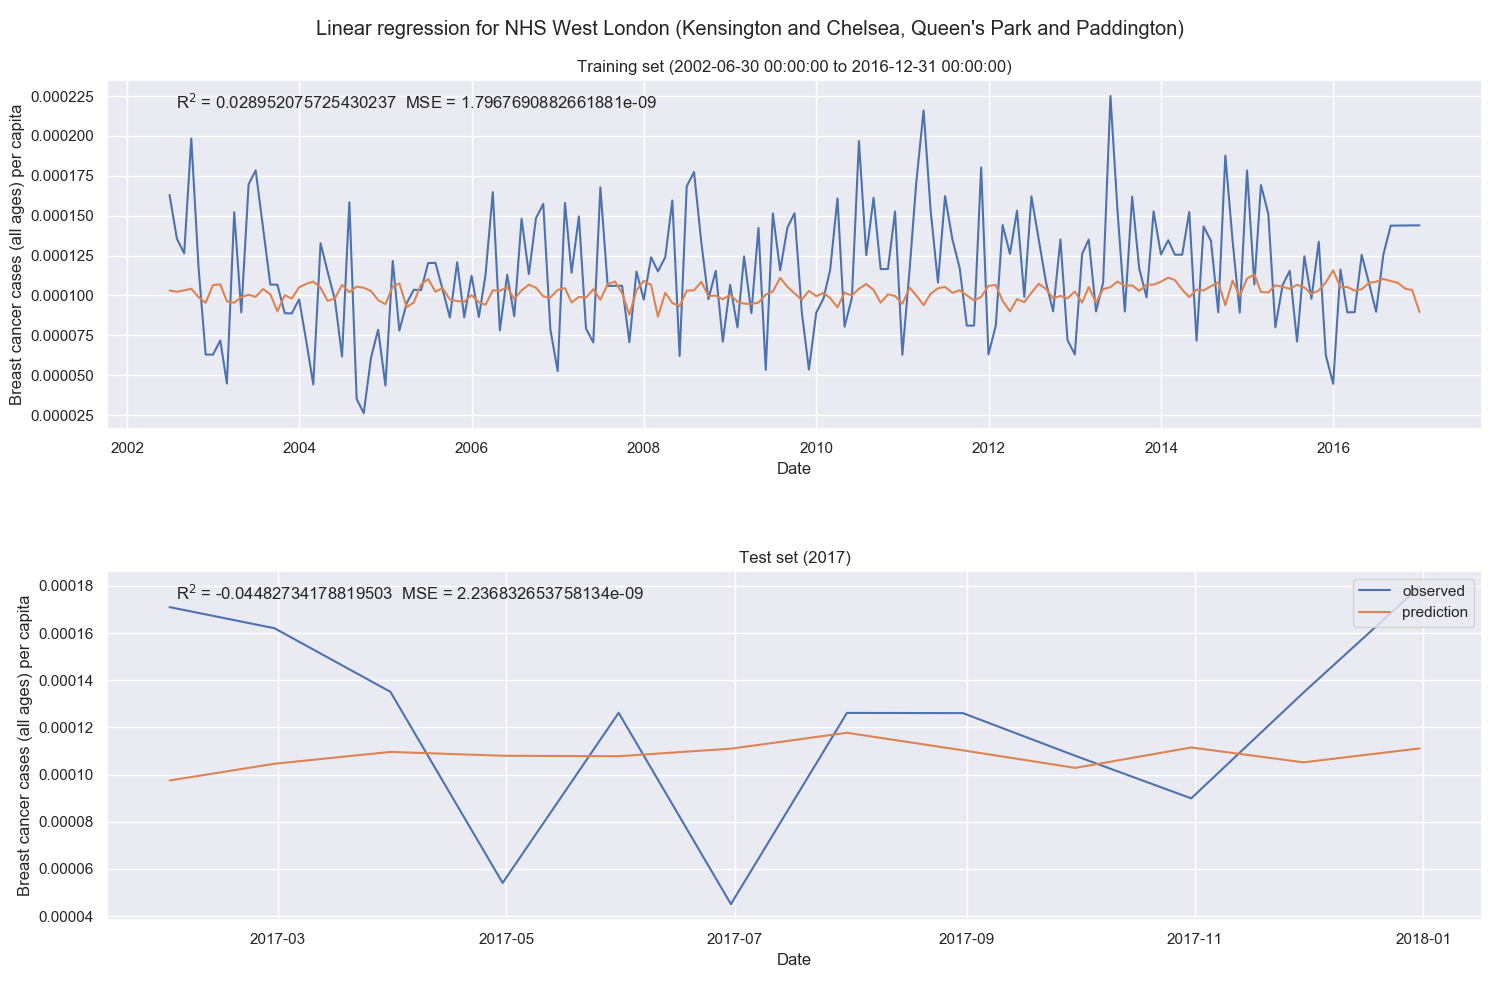 Linear regression for NHS West London (Kensington and Chelsea, Queen's Park and Paddington)
Training set (2002-06-30 00:00:00 to 2016-12-31 00:00:00)
R² = 0.028952075725430237 MSE = 1.7967690882661881e-09
Breast cancer cases (all ages) per capita
0.000225
0.000200
0.000175
0.000150
0.000125
0.000100
0.000075
0.000050
0.000025
2002 2004 2006 2008 2010 2012 2014 2016
Date
Test set (2017)
R² = -0.04482734178819503 MSE = 2.236832653758134e-09
observed
prediction
Breast cancer cases (all ages) per capita
0.00018
0.00016
0.00014
0.00012
0.00010
0.00008
0.00006
0.00004
2017-03 2017-05 2017-07 2017-09 2017-11 2018-01
Date